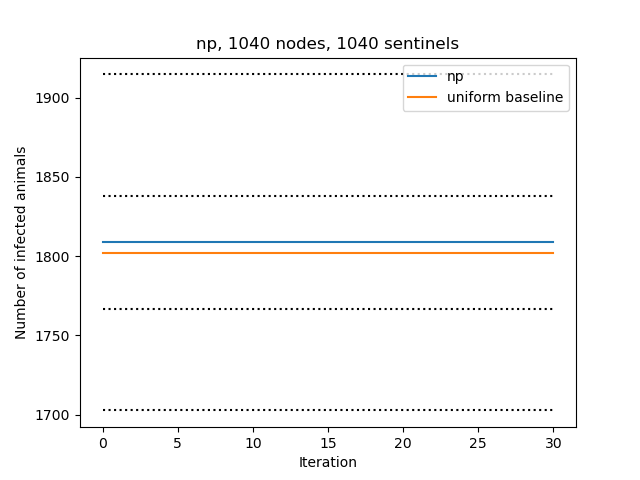 np, 1040 nodes, 1040 sentinels
np
uniform baseline
Number of infected animals
1900
1850
1800
1750
1700
0 5 10 15 20 25 30
Iteration